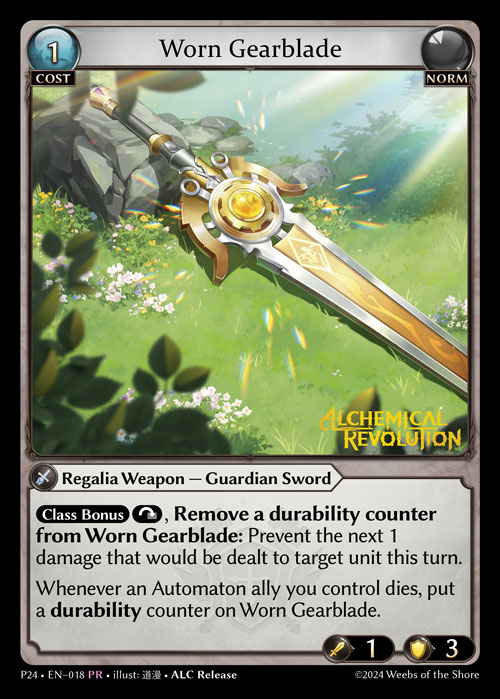 1
Worn Gearblade
COST
NORM
ALCHEMICAL
REVOLUTION
Regalia Weapon — Guardian Sword
Class Bonus , Remove a durability counter
from Worn Gearblade: Prevent the next 1
damage that would be dealt to target unit this turn.
Whenever an Automaton ally you control dies, put
a durability counter on Worn Gearblade.
1 3
P24 • EN-018 PR • illust: 道漫 • ALC Release
©2024 Weebs of the Shore